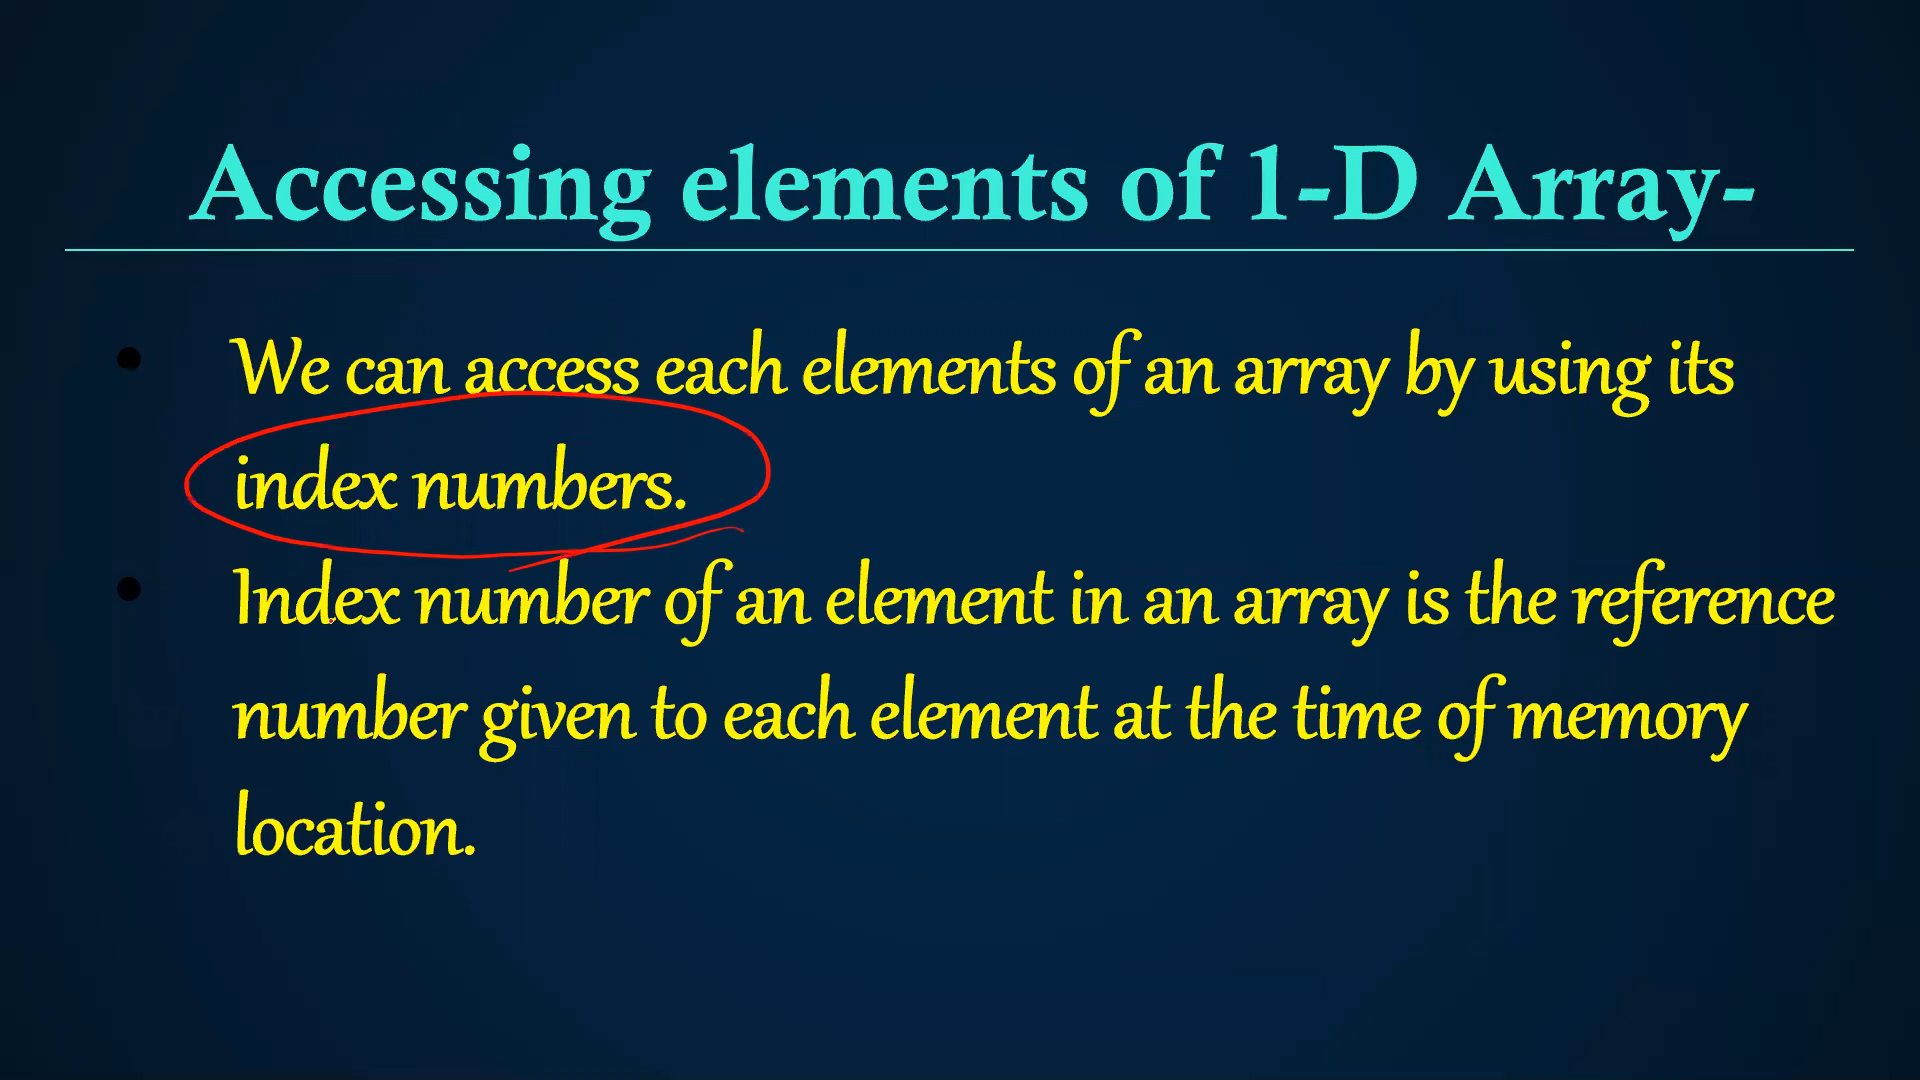 Accessing elements of 1-D Array-
We can access each elements of an array by using its
index numbers.
Index number of an element in an array is the reference
number given to each element at the time of memory
location.